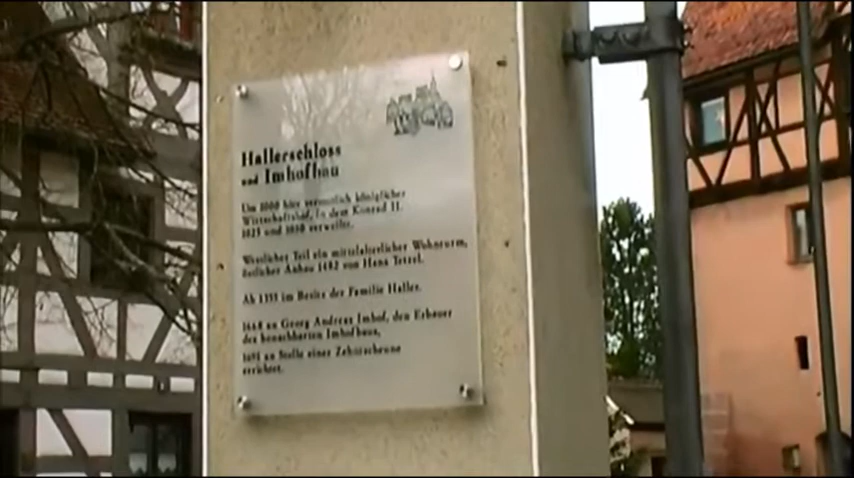 Hallerschloss
und Imhofbau
Um 1000 hier vermutlich königlicher
Wirtschaftshof, in dem Konrad II.
1025 und 1030 verweilte.
Westlicher Teil ein mittelalterlicher Wohnturm,
östlicher Anbau 1482 von Hans Tetzel.
Ab 1395 im Besitz der Familie Haller.
1668 an Georg Andreas Imhof, den Erbauer
des benachbarten Imhofbaus,
1691 an Stelle einer Zehntscheune
errichtet.